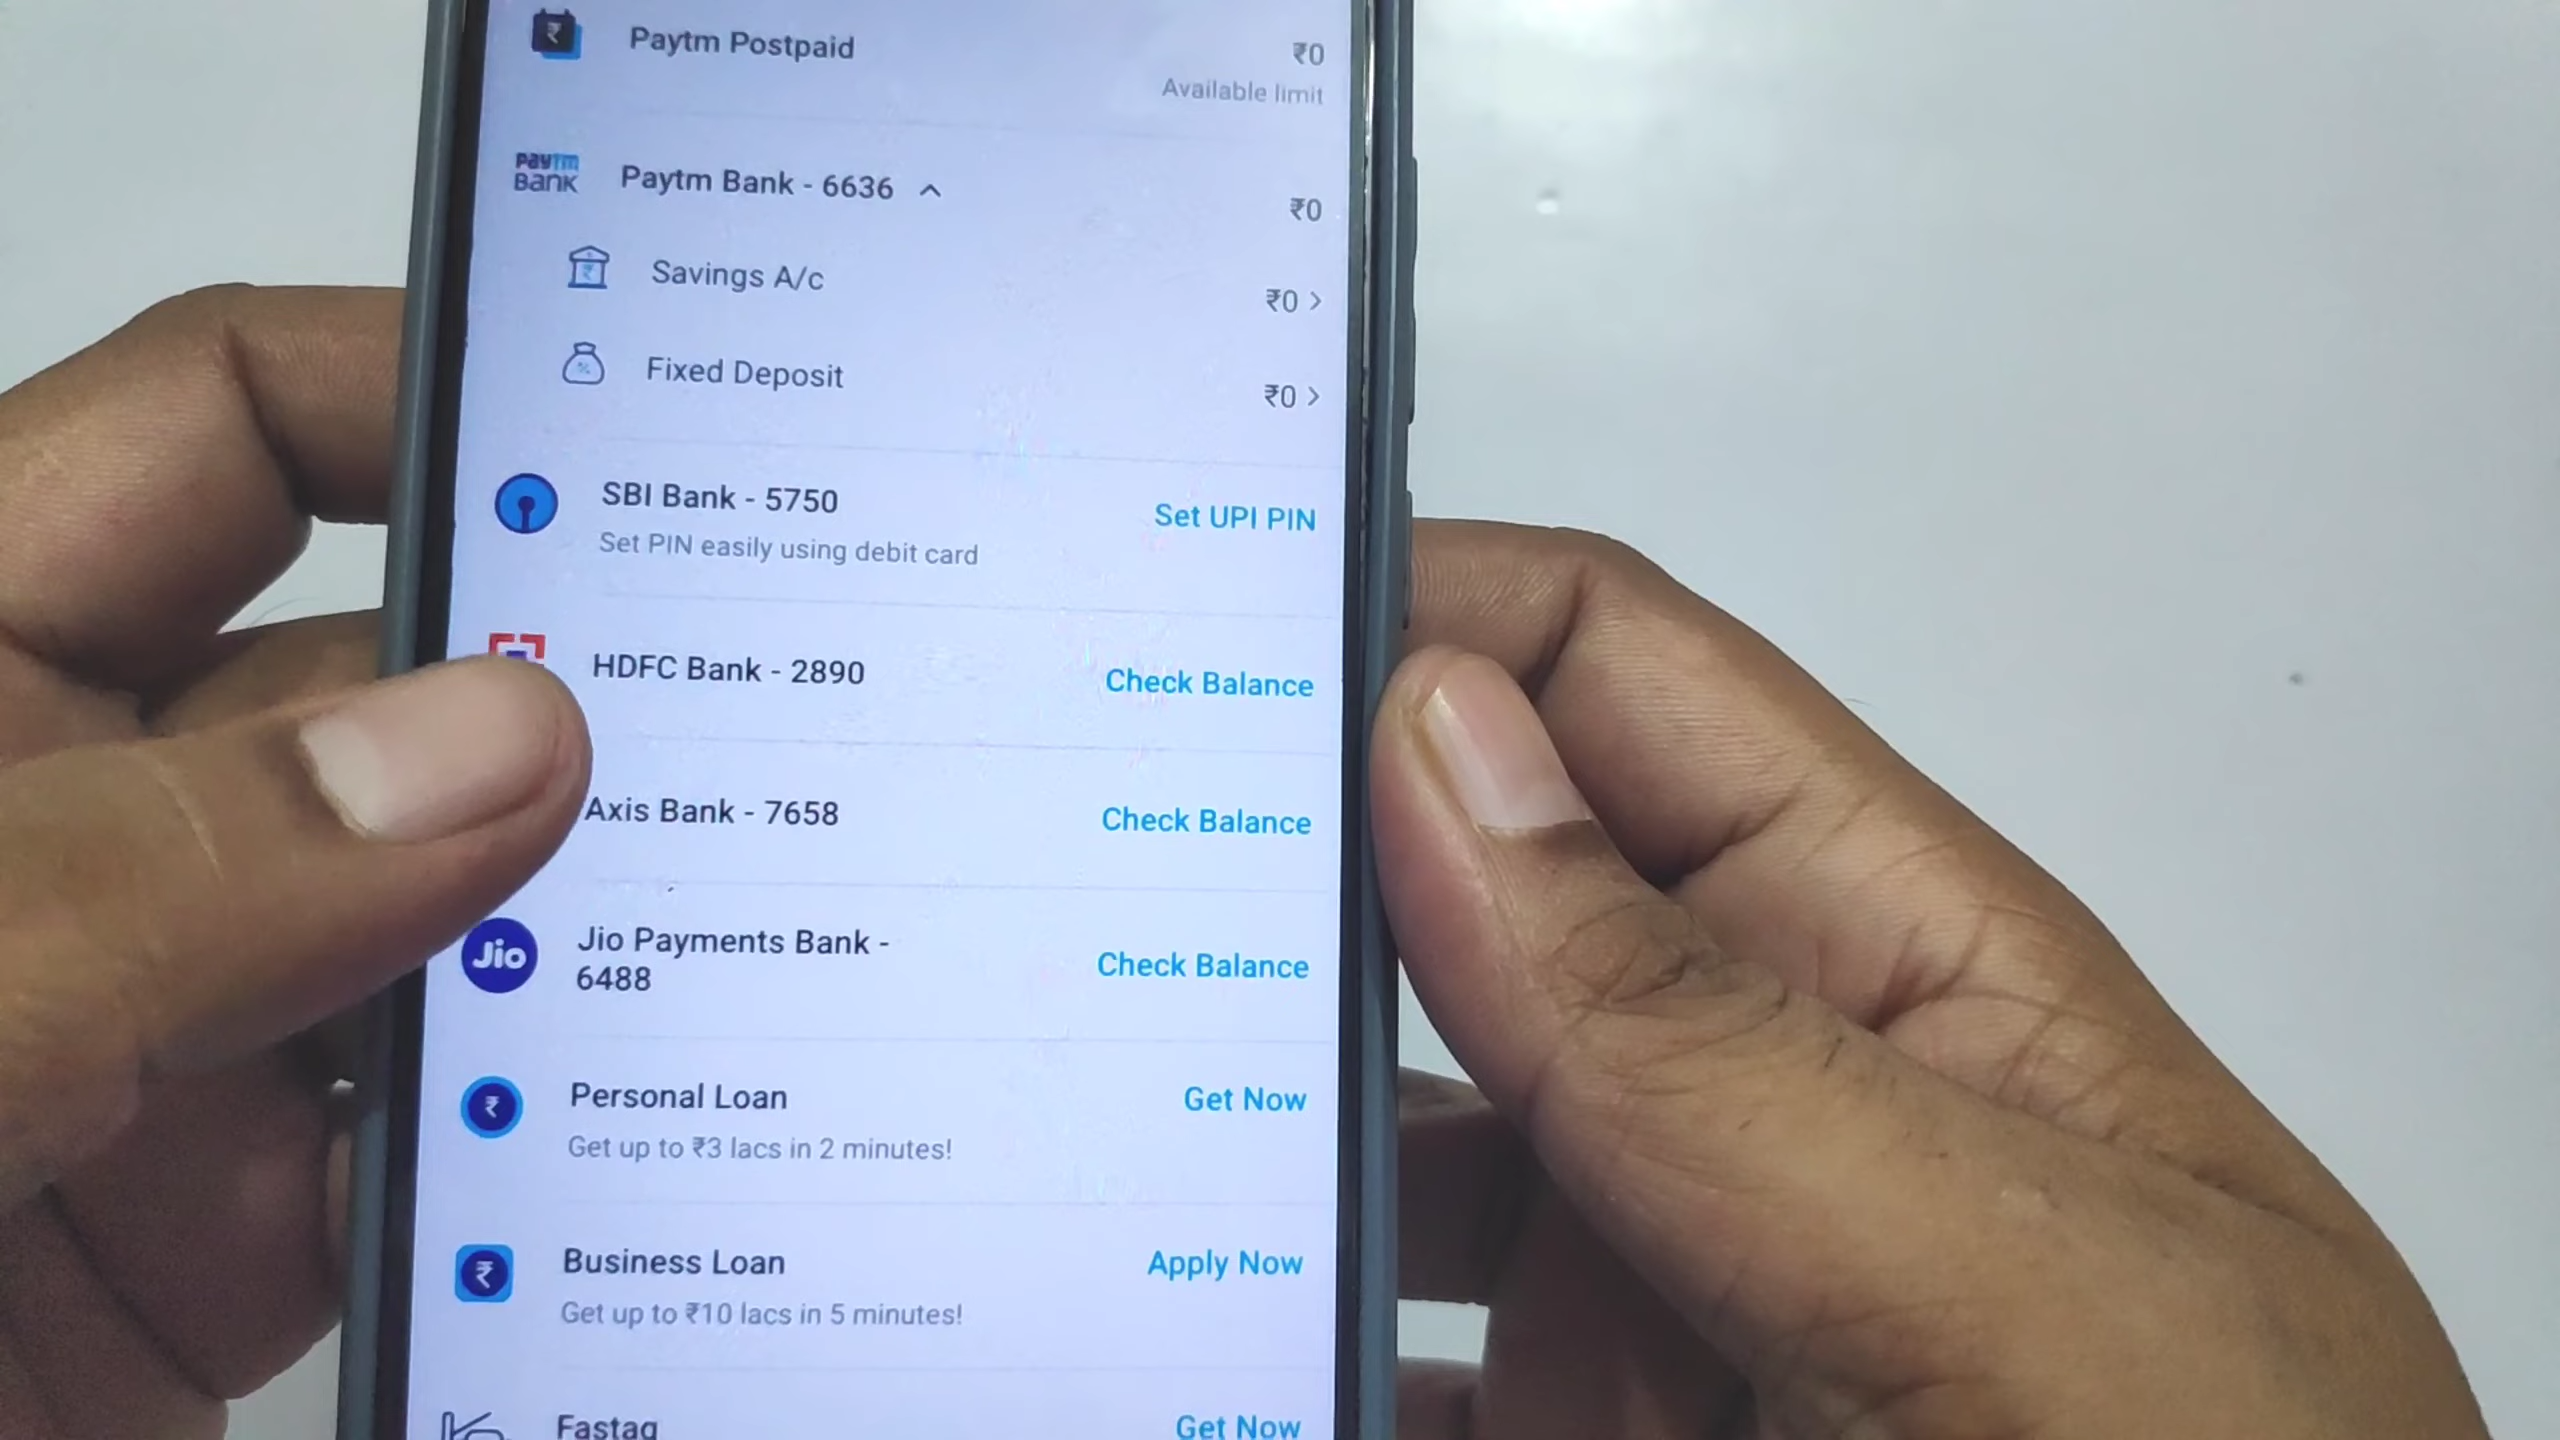 Paytm Postpaid
₹0
Available limit
Paytm Bank
Paytm Bank - 6636
₹0
Savings A/c
₹0
Fixed Deposit
₹0
SBI Bank - 5750
Set UPI PIN
Set PIN easily using debit card
HDFC Bank - 2890
Check Balance
Axis Bank - 7658
Check Balance
Jio
Jio Payments Bank -
6488
Check Balance
Personal Loan
Get Now
Get up to ₹3 lacs in 2 minutes!
Business Loan
Apply Now
Get up to ₹10 lacs in 5 minutes!
Fastag
Get Now